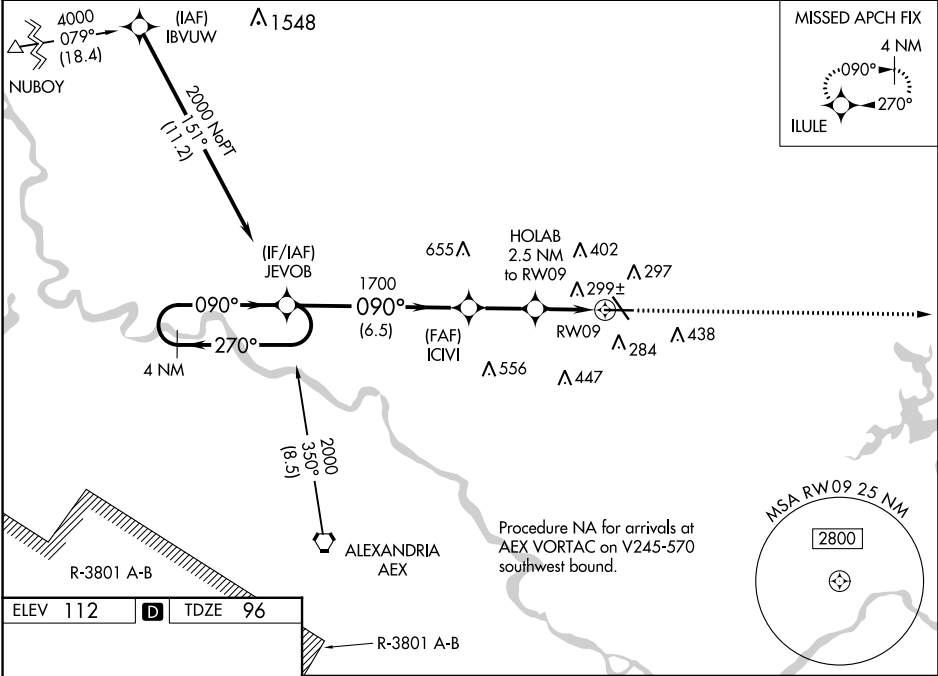 4000
079°
(18.4)
NUBOY
(IAF)
IBVUW
1548
2000 NoPT
151°
(11.2)
MISSED APCH FIX
4 NM
090°
270°
ILULE
(IF/IAF)
JEVOB
090°
270°
4 NM
1700
090°
(6.5)
655
(FAF)
ICIVI
HOLAB
2.5 NM
to RW09
402
299±
297
RW09
284
438
556
447
2000
350°
(8.5)
ALEXANDRIA
AEX
Procedure NA for arrivals at
AEX VORTAC on V245-570
southwest bound.
MSA RW09 25 NM
2800
R-3801 A-B
ELEV 112 D TDZE 96
R-3801 A-B